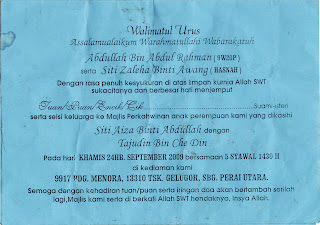 Walimatul Urus
Assalamualaikum Warahmatullahi Wabarakatuh
Abdullah Bin Abdul Rahman (9W2OIP)
serta Siti Zaleha Binti Awang (HASNAH)
Dengan rasa penuh kesyukuran di atas limpah kurnia Allah SWT
sukacitanya dan berbesar hati menjemput
Tuan/Puan/Encik/Cik ........ Suami-isteri
serta seisi keluarga ke Majlis Perkahwinan anak perempuan kami yang dikasihi
Siti Aiza Binti Abdullah dengan
Tajudin Bin Che Din
Pada hari KHAMIS 24HB. SEPTEMBER 2009 bersamaan 5 SYAWAL 1430 H
di kediaman kami
9917 PDG. MENORA, 13310 TSK. GELUGOR, SBG. PERAI UTARA.
Semoga dengan kehadiran tuan/puan serta iringan doa akan bertambah serilah
lagi,Majlis kami serta di berkati Allah SWT hendaknya, Insya Allah.